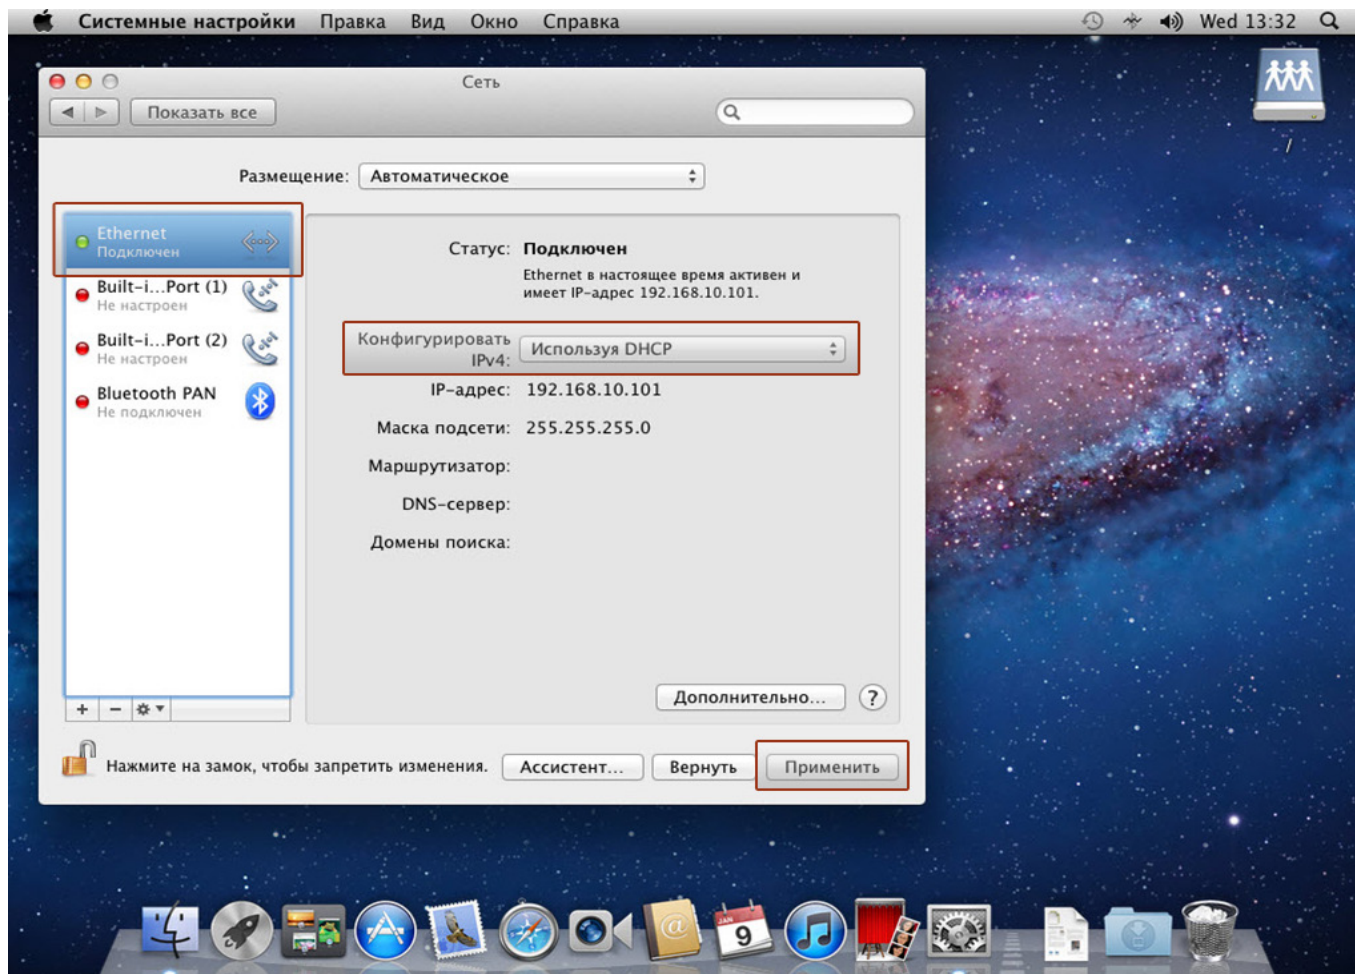 Системные настройки Правка Вид Окно Справка Wed 13:32
Сеть
Показать все
/
Размещение: Автоматическое
Ethernet
Подключен
Built-i...Port (1)
Не настроен
Built-i...Port (2)
Не настроен
Bluetooth PAN
Не подключен
Статус: Подключен
Ethernet в настоящее время активен и
имеет IP-адрес 192.168.10.101.
Конфигурировать
IPv4: Используя DHCP
IP-адрес: 192.168.10.101
Маска подсети: 255.255.255.0
Маршрутизатор:
DNS-сервер:
Домены поиска:
Дополнительно... ?
Нажмите на замок, чтобы запретить изменения. Ассистент... Вернуть Применить
JAN
9